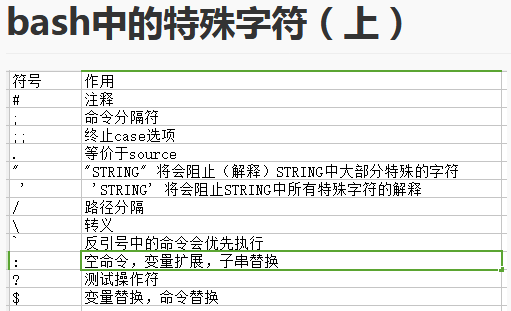 bash中的特殊字符（上）
符号 作用
# 注释
; 命令分隔符
;; 终止case选项
. 等价于source
" "STRING" 将会阻止（解释）STRING中大部分特殊的字符
' 'STRING' 将会阻止STRING中所有特殊字符的解释
/ 路径分隔
\ 转义
` 反引号中的命令会优先执行
: 空命令，变量扩展，子串替换
? 测试操作符
$ 变量替换，命令替换